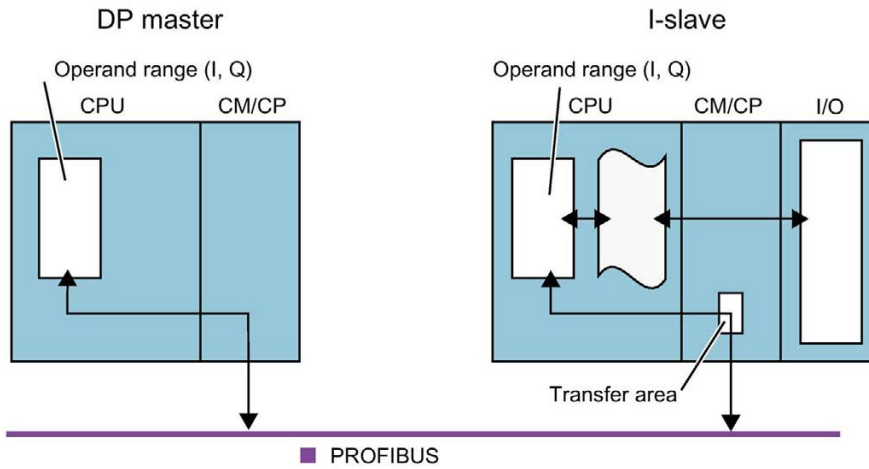 DP master
I-slave
Operand range (I, Q)
Operand range (I, Q)
CPU
CM/CP
CPU
CM/CP
I/O
Transfer area
PROFIBUS